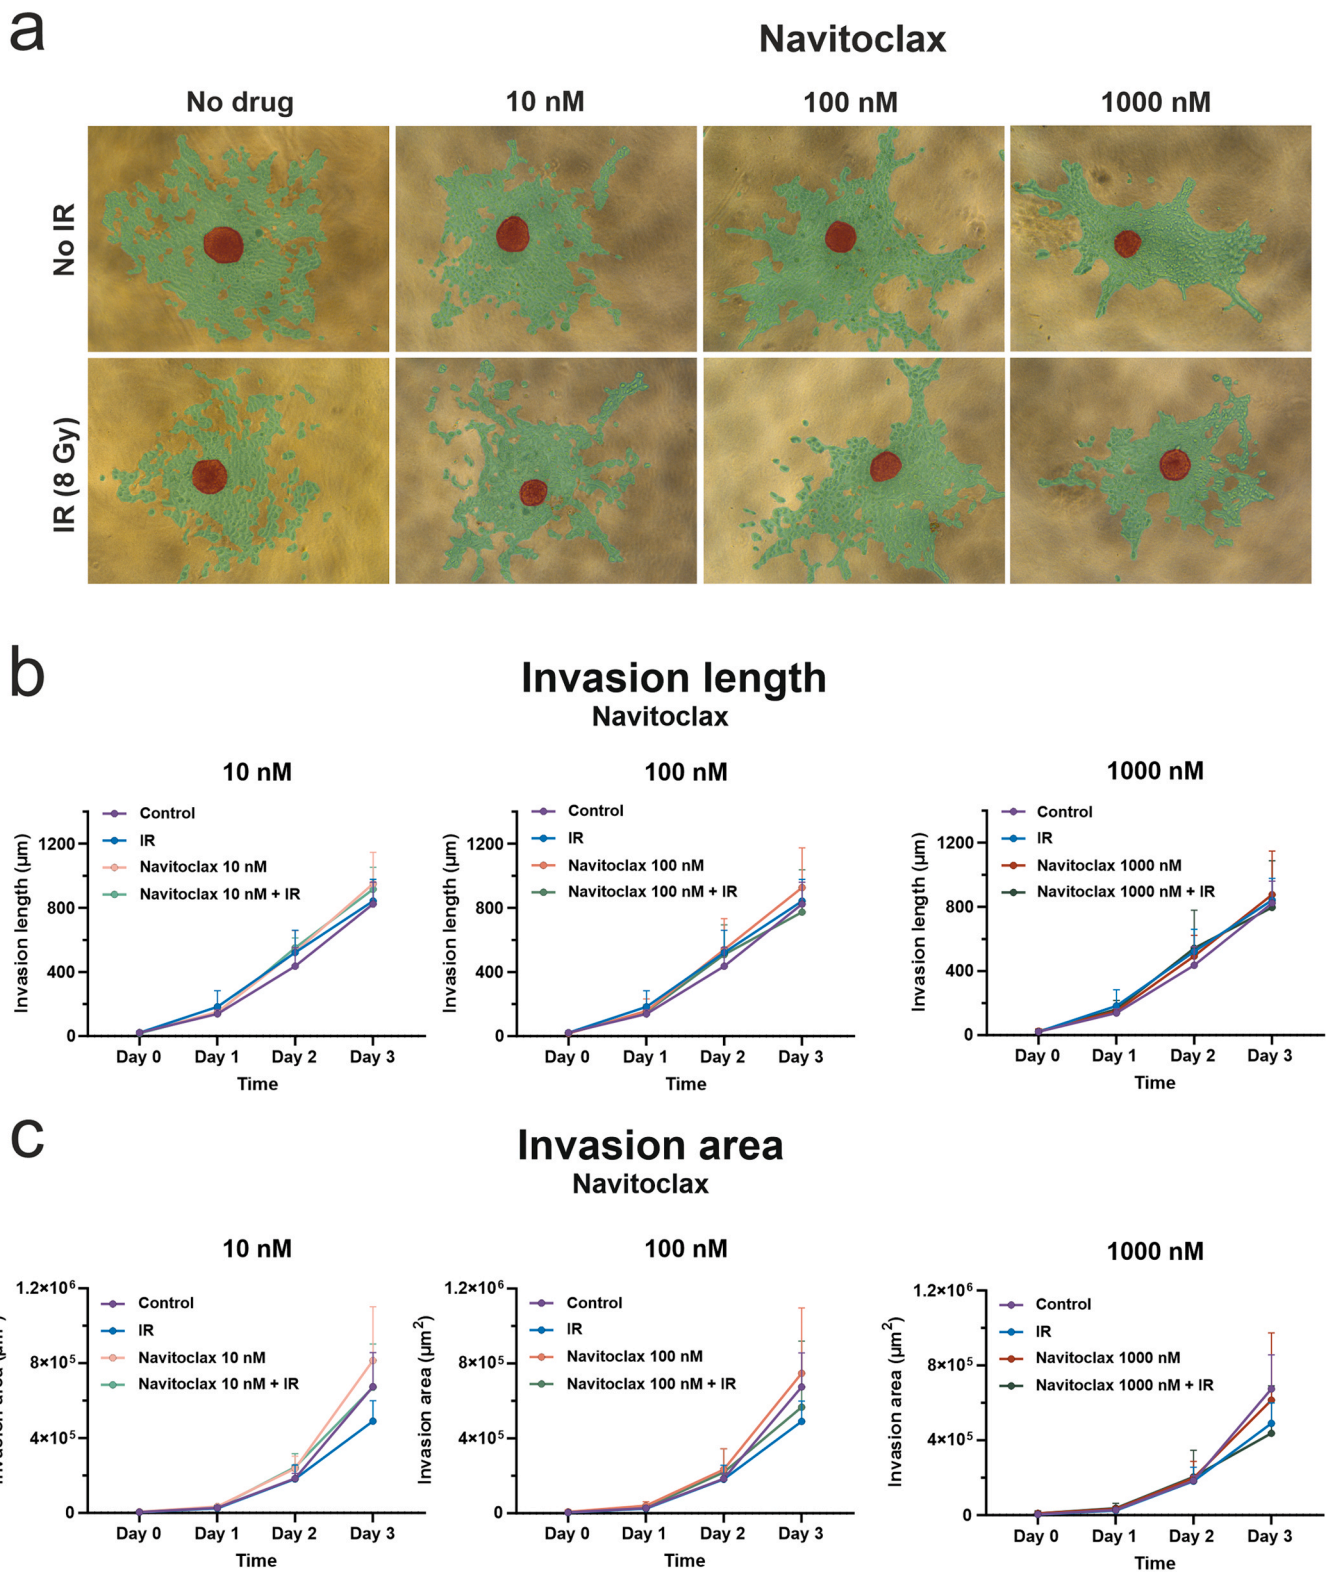 a
Navitoclax
No drug
10 nM
100 nM
1000 nM
No IR
IR (8 Gy)
b
Invasion length
Navitoclax
10 nM
Control
IR
Navitoclax 10 nM
Navitoclax 10 nM + IR
Invasion length (µm)
1200
800
400
0
Day 0
Day 1
Day 2
Day 3
Time
100 nM
Control
IR
Navitoclax 100 nM
Navitoclax 100 nM + IR
Invasion length (µm)
1200
800
400
0
Day 0
Day 1
Day 2
Day 3
Time
1000 nM
Control
IR
Navitoclax 1000 nM
Navitoclax 1000 nM + IR
Invasion length (µm)
1200
800
400
0
Day 0
Day 1
Day 2
Day 3
Time
c
Invasion area
Navitoclax
10 nM
Control
IR
Navitoclax 10 nM
Navitoclax 10 nM + IR
1.2×10⁶
8×10⁵
4×10⁵
0
Day 0
Day 1
Day 2
Day 3
Time
100 nM
Control
IR
Navitoclax 100 nM
Navitoclax 100 nM + IR
Invasion area (µm²)
1.2×10⁶
8×10⁵
4×10⁵
0
Day 0
Day 1
Day 2
Day 3
Time
1000 nM
Control
IR
Navitoclax 1000 nM
Navitoclax 1000 nM + IR
Invasion area (µm²)
1.2×10⁶
8×10⁵
4×10⁵
0
Day 0
Day 1
Day 2
Day 3
Time